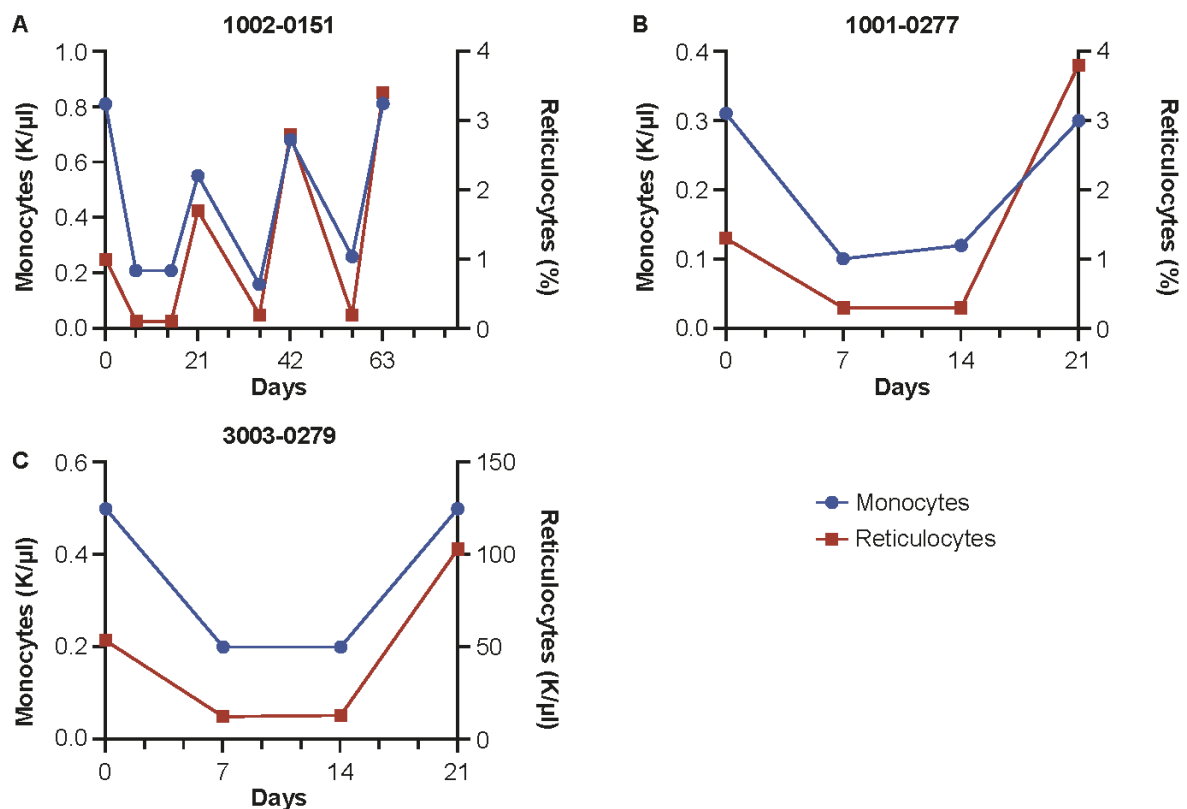 A
1002-0151
1.0
0.8
0.6
0.4
0.2
0.0
Monocytes (K/µl)
4
3
2
1
0
Reticulocytes (%)
0 21 42 63
Days
B
1001-0277
0.4
0.3
0.2
0.1
0.0
Monocytes (K/µl)
4
3
2
1
0
Reticulocytes (%)
0 7 14 21
Days
C
3003-0279
0.6
0.4
0.2
0.0
Monocytes (K/µl)
150
100
50
0
Reticulocytes
(K/µl)
0 7 14 21
Days
Monocytes
Reticulocytes